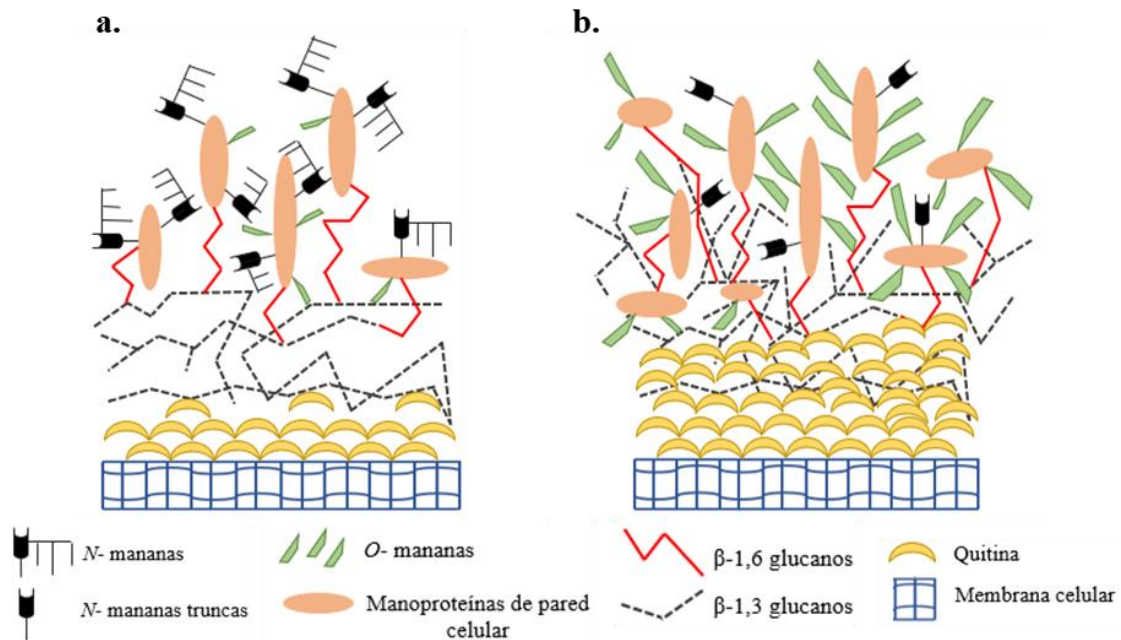 a.
b.
N- mananas
O- mananas
β-1,6 glucanos
Quitina
N- mananas truncas
Manoproteínas de pared
celular
β-1,3 glucanos
Membrana celular